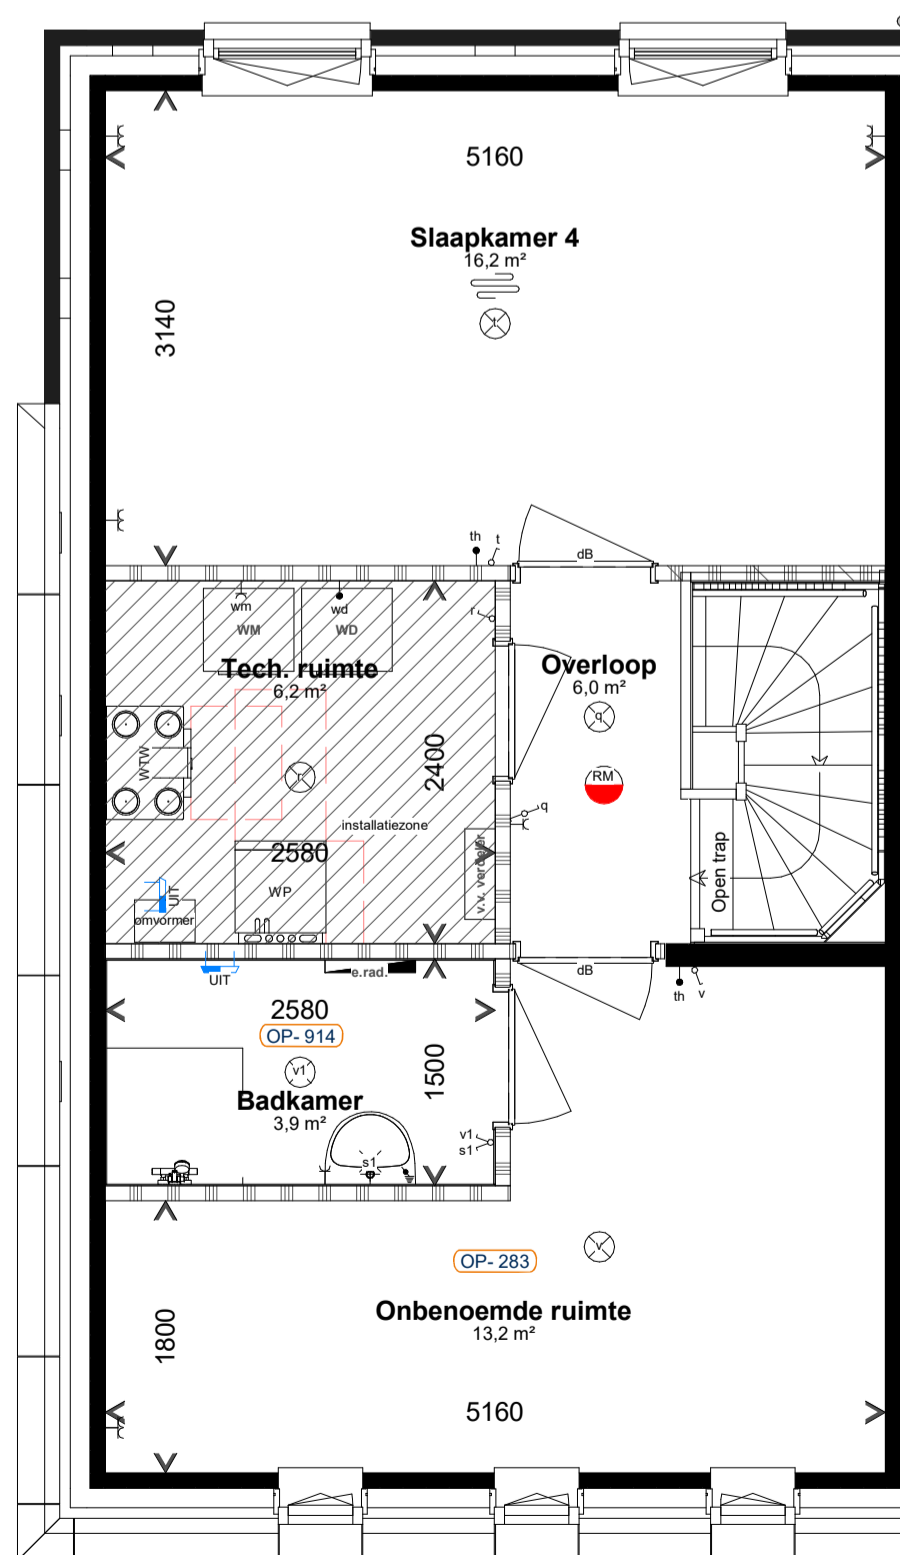 5160
Slaapkamer 4
16,2 m²
t
3140
th
t
dB
wm
wd
WM
WD
r
Tech. ruimte
6,2 m²
Overloop
6,0 m²
q
WTW
r
2400
RM
q
installatiezone
2580
v.v. verdeler
Open trap
WP
UIT
omvormer
UIT
e.rad.
dB
th
v
2580
OP- 914
1500
v1
Badkamer
3,9 m²
v1
s1
s1
v
OP- 283
Onbenoemde ruimte
13,2 m²
1800
5160